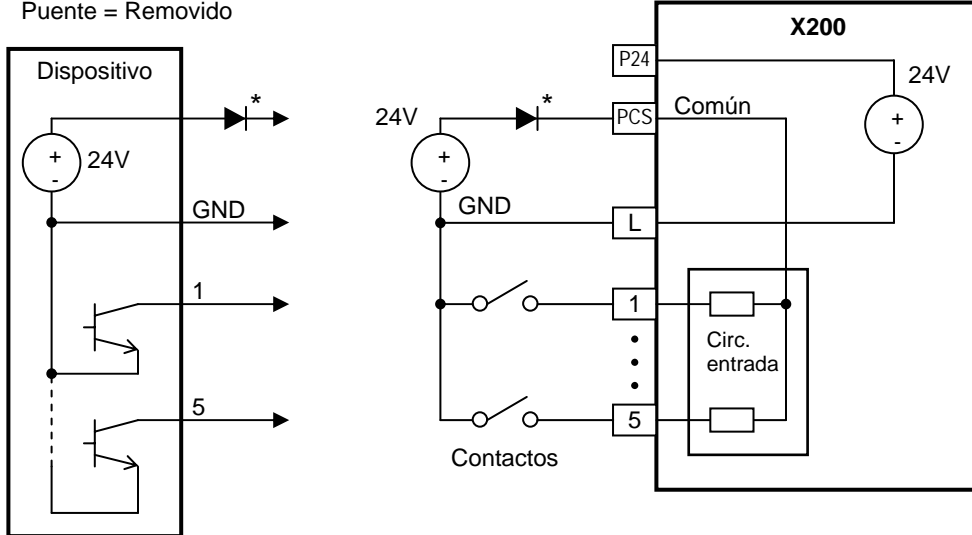 Puente = Removido
Dispositivo
*
+
-
24V
GND
1
5
24V
*
+
-
GND
Contactos
X200
P24
PCS
Común
24V
+
-
L
1
5
Circ.
entrada